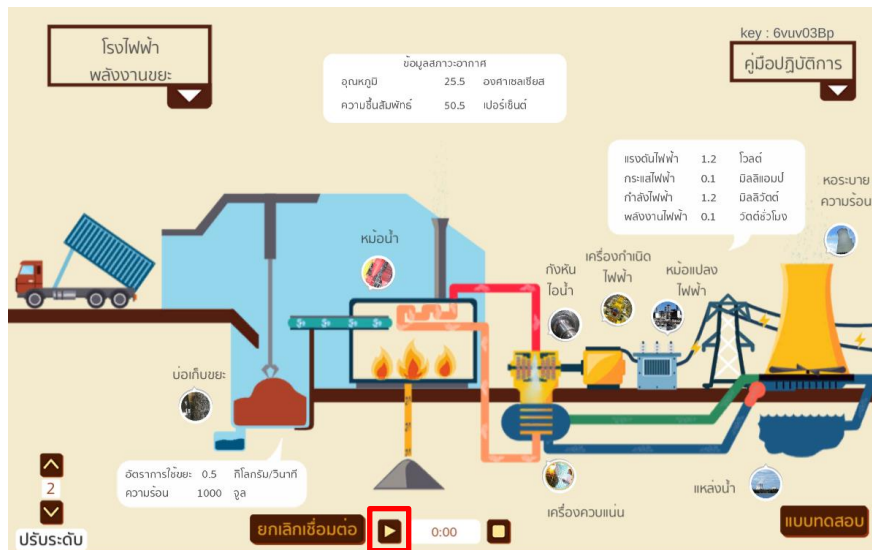 โรงไฟฟ้า
พลังงานขยะ
key : 6vuv03Bp
คู่มือปฏิบัติการ
ข้อมูลสภาวะอากาศ
อุณหภูมิ 25.5 องศาเซลเซียส
ความชื้นสัมพัทธ์ 50.5 เปอร์เซ็นต์
แรงดันไฟฟ้า 1.2 โวลต์
กระแสไฟฟ้า 0.1 มิลลิแอมป์
กำลังไฟฟ้า 1.2 มิลลิวัตต์
พลังงานไฟฟ้า 0.1 วัตต์ชั่วโมง
หอระบาย
ความร้อน
หม้อน้ำ
กังหัน
ไอน้ำ
เครื่องกำเนิด
ไฟฟ้า
หม้อแปลง
ไฟฟ้า
บ่อเก็บขยะ
อัตราการใช้ขยะ 0.5 กิโลกรัม/วินาที
ความร้อน 1000 จูล
เครื่องควบแน่น
แหล่งน้ำ
2
ปรับระดับ
ยกเลิกเชื่อมต่อ
0:00
แบบทดสอบ